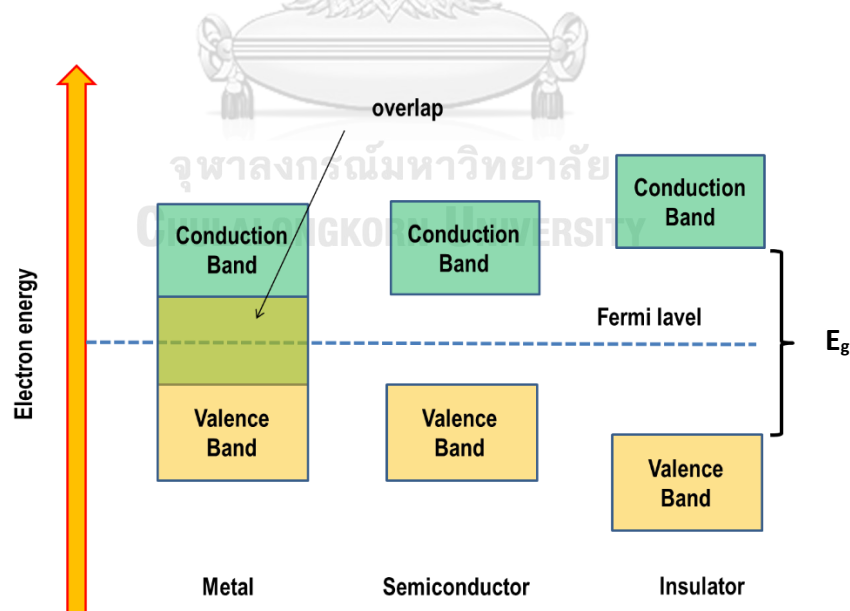 overlap
จุฬาลงกรณ์มหาวิทยาลัย
CHULALONGKORN UNIVERSITY
Conduction
Band
Conduction
Band
Conduction
Band
Electron energy
Fermi lavel
Eg
Valence
Band
Valence
Band
Valence
Band
Metal
Semiconductor
Insulator